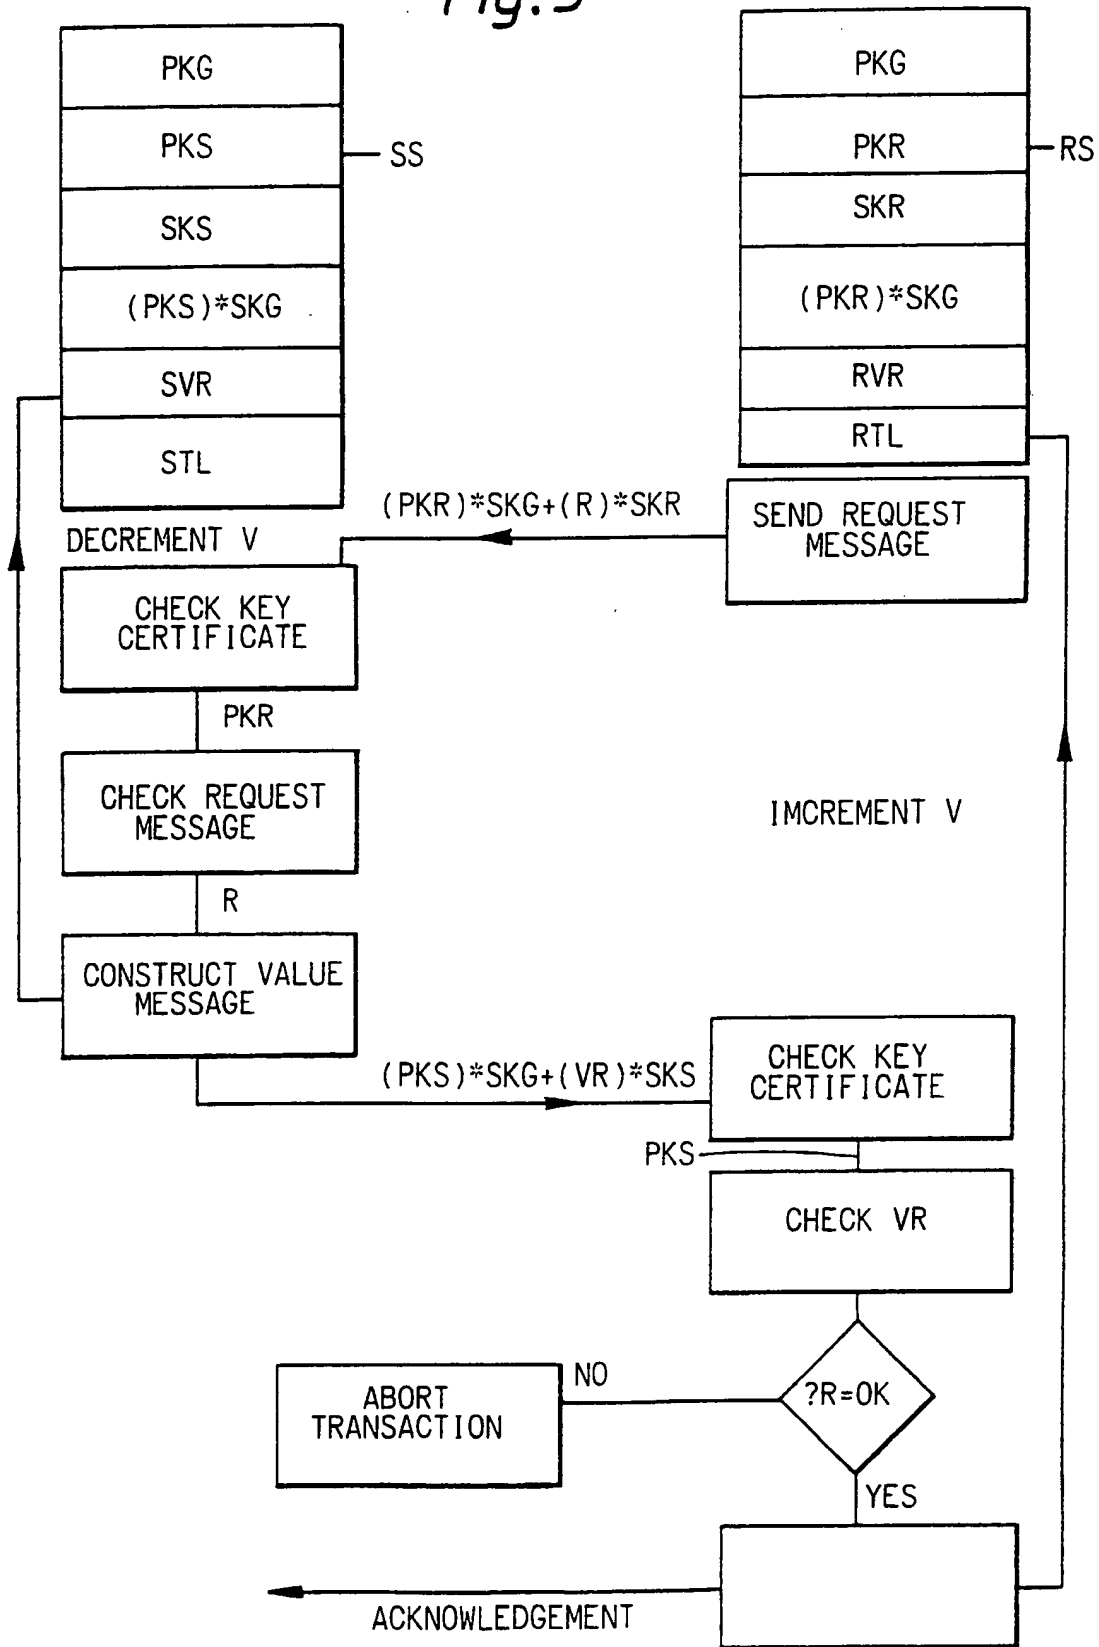 Fig.5
PKG
PKS
SS
SKS
(PKS)*SKG
SVR
STL
PKG
PKR
RS
SKR
(PKR)*SKG
RVR
RTL
(PKR)*SKG+(R)*SKR
SEND REQUEST
MESSAGE
DECREMENT V
CHECK KEY
CERTIFICATE
PKR
CHECK REQUEST
MESSAGE
IMCREMENT V
R
CONSTRUCT VALUE
MESSAGE
(PKS)*SKG+(VR)*SKS
CHECK KEY
CERTIFICATE
PKS
CHECK VR
?R=OK
NO
ABORT
TRANSACTION
YES
ACKNOWLEDGEMENT